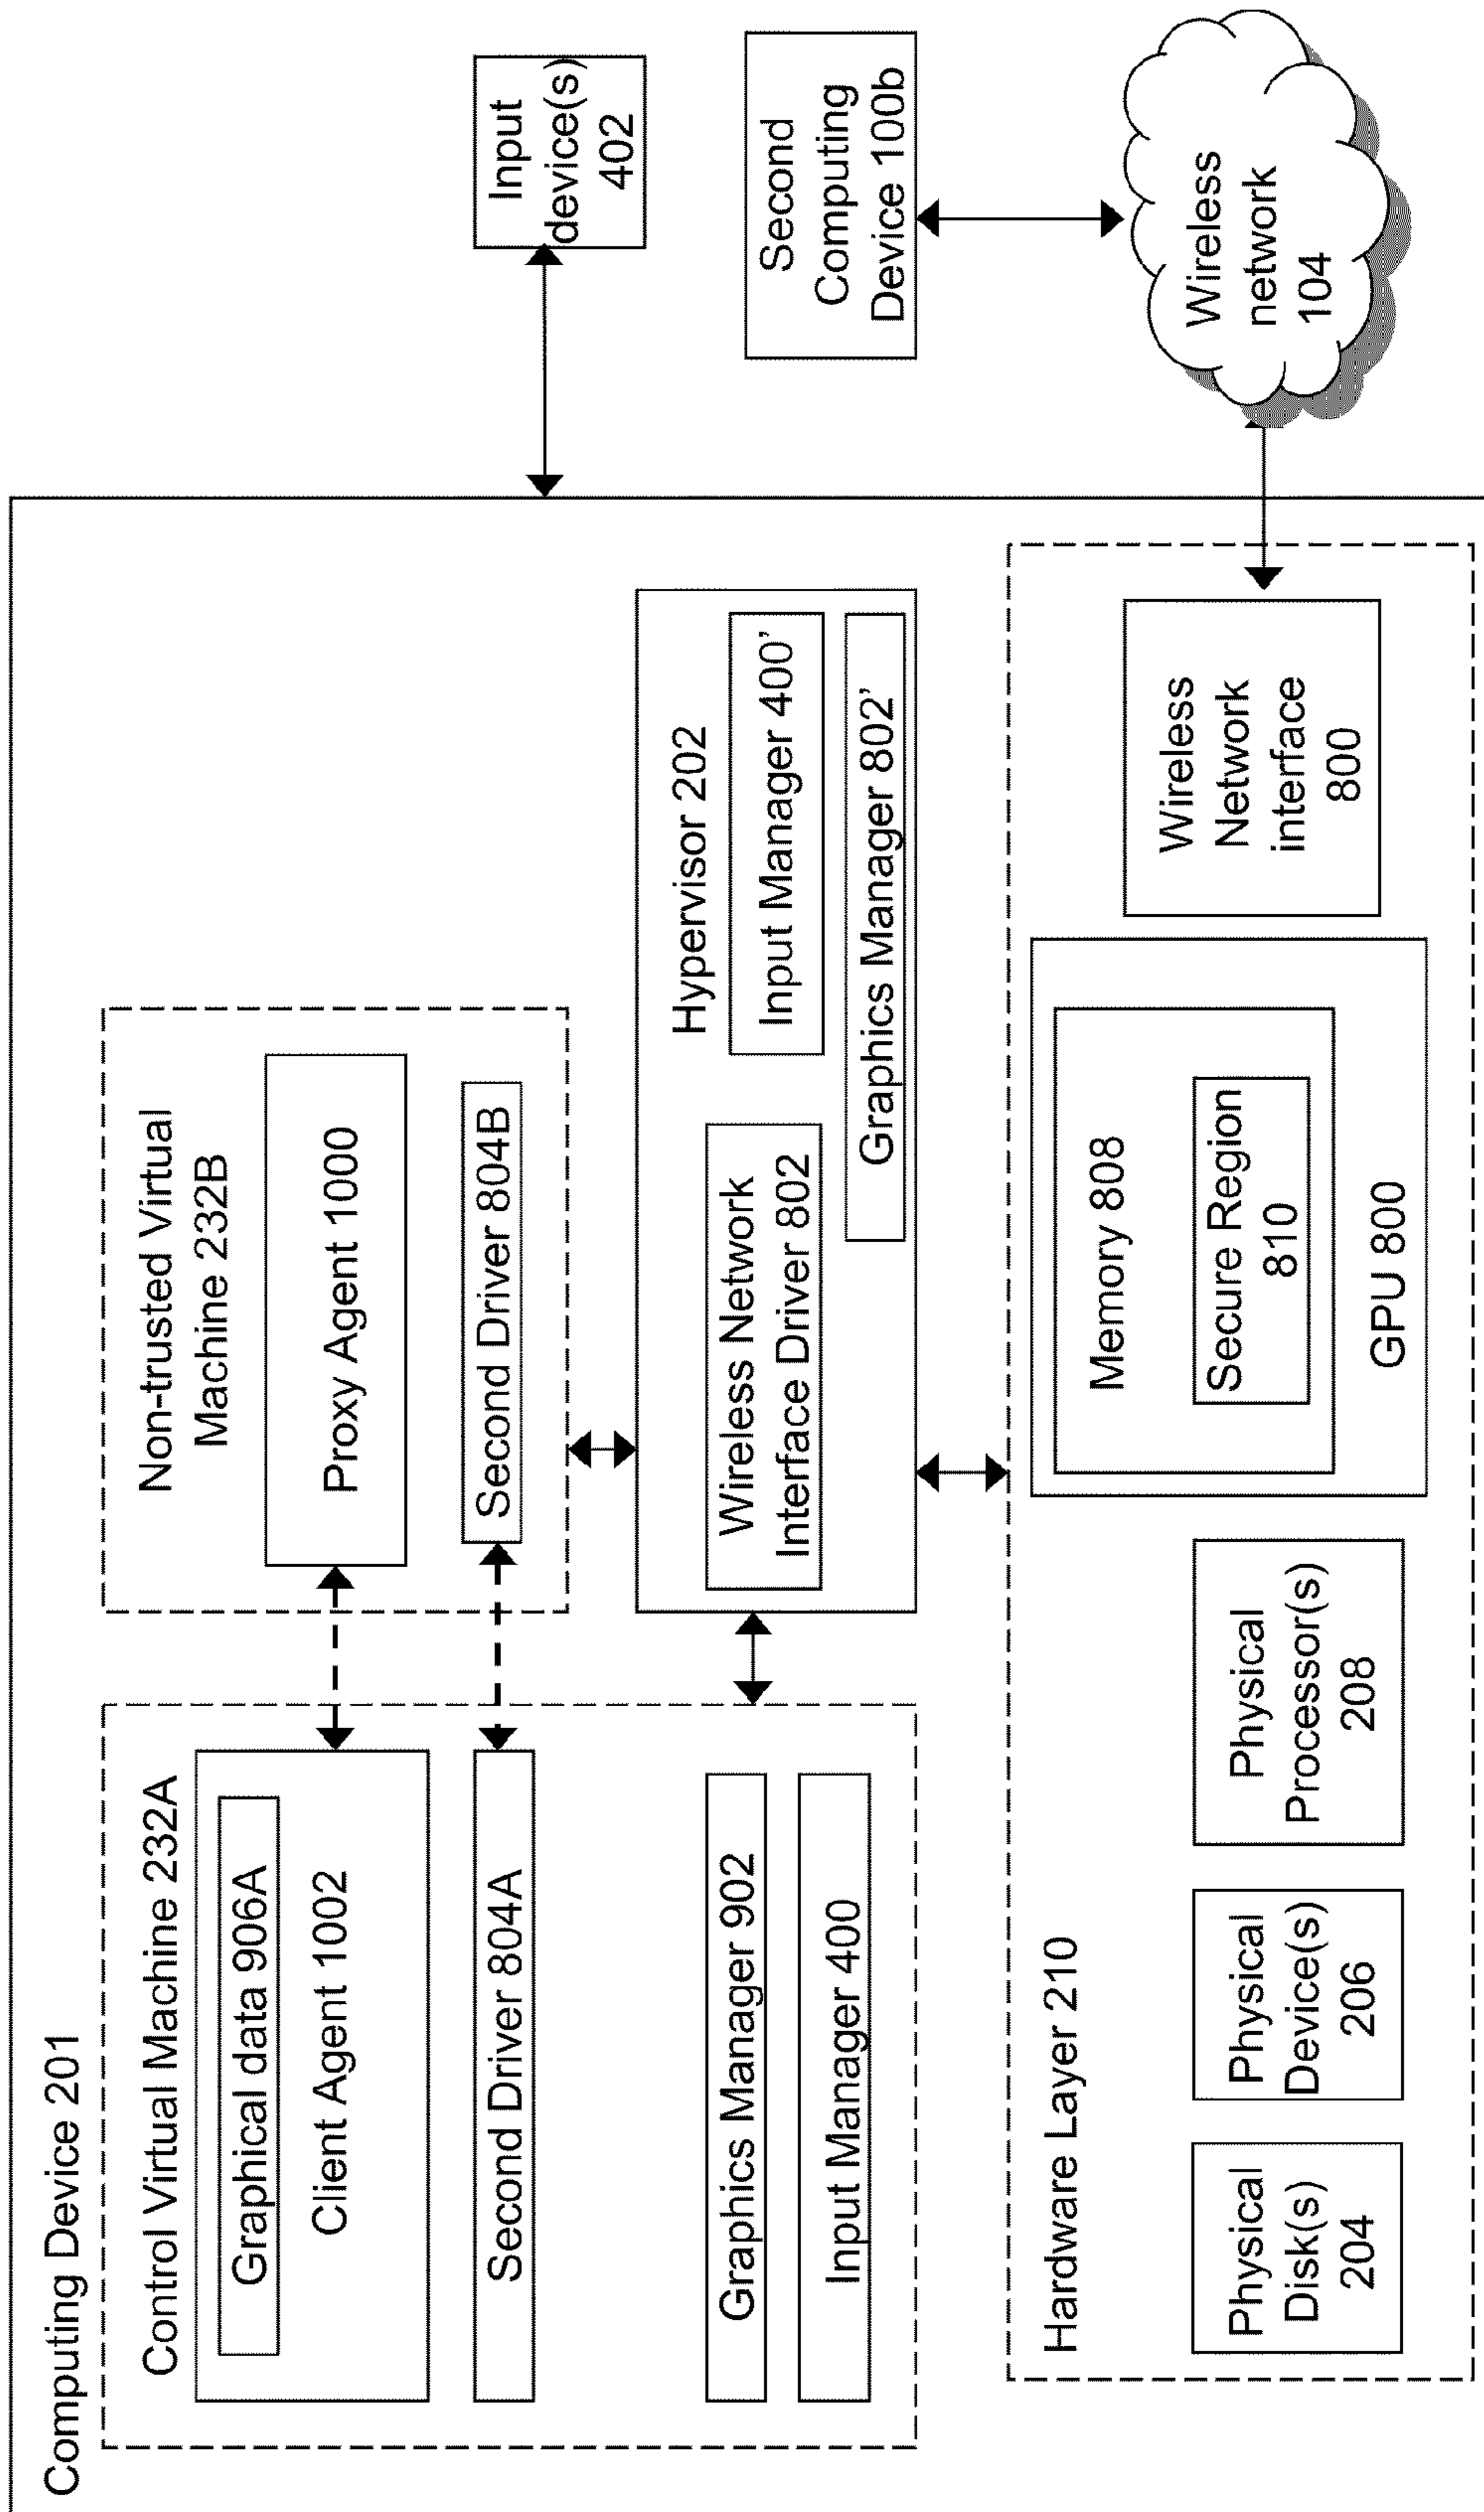 Computing Device 201
Control Virtual Machine 232A
Graphical data 906A
Client Agent 1002
Second Driver 804A
Graphics Manager 902
Input Manager 400
Non-trusted Virtual
Machine 232B
Proxy Agent 1000
Second Driver 804B
Hypervisor 202
Wireless Network
Interface Driver 802
Input Manager 400'
Graphics Manager 802'
Input
device(s)
402
Second
Computing
Device 100b
Wireless
network
104
Hardware Layer 210
Physical
Disk(s)
204
Physical
Device(s)
206
Physical
Processor(s)
208
Memory 808
Secure Region
810
GPU 800
Wireless
Network
interface
800